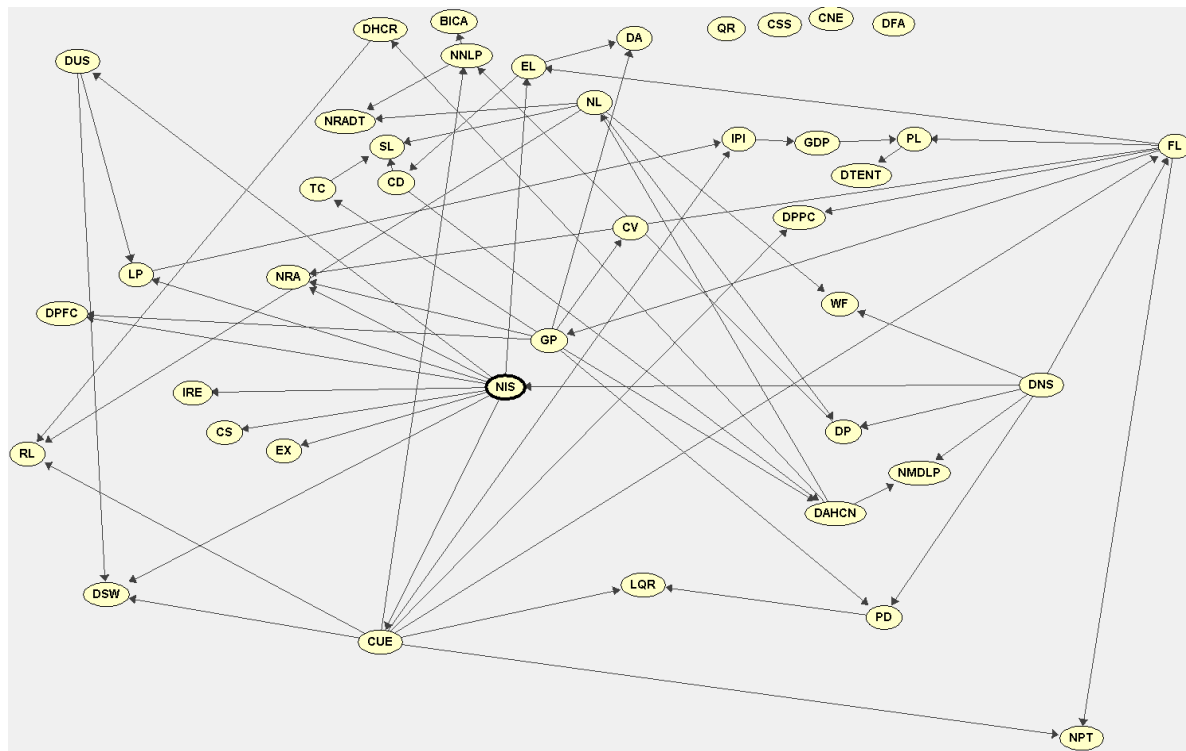 BICA
CNE
DHCR
QR
CSS
DFA
DA
NNLP
DUS
EL
NL
NRADT
SL
IPI
GDP
PL
FL
DTENT
TC
CD
DPPC
CV
LP
NRA
WF
DPFC
GP
NIS
DNS
IRE
CS
EX
DP
RL
NMDLP
DAHCN
DSW
LQR
PD
CUE
NPT